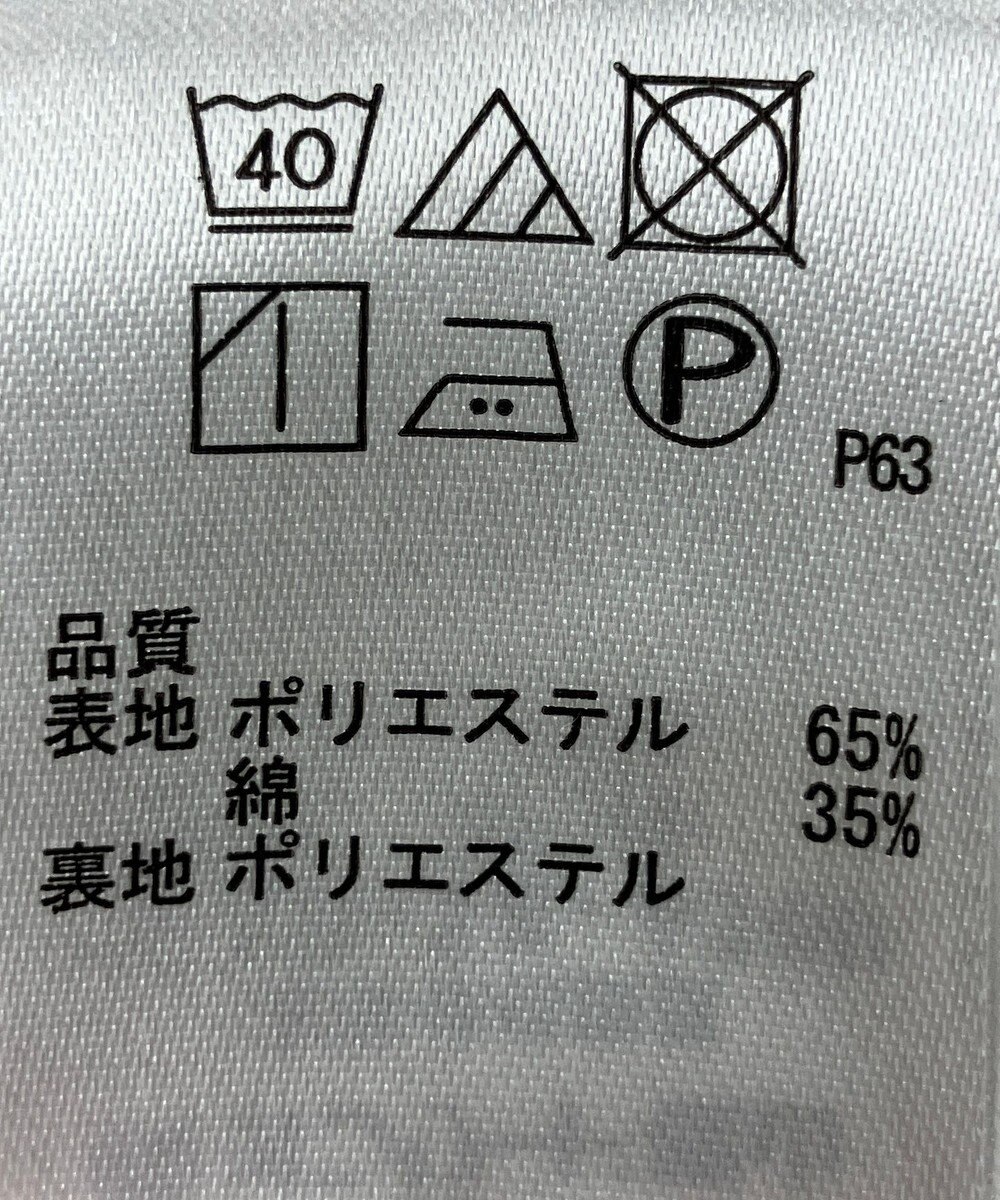 40
P
P63
品質
表地 ポリエステル 65%
綿 35%
裏地 ポリエステル